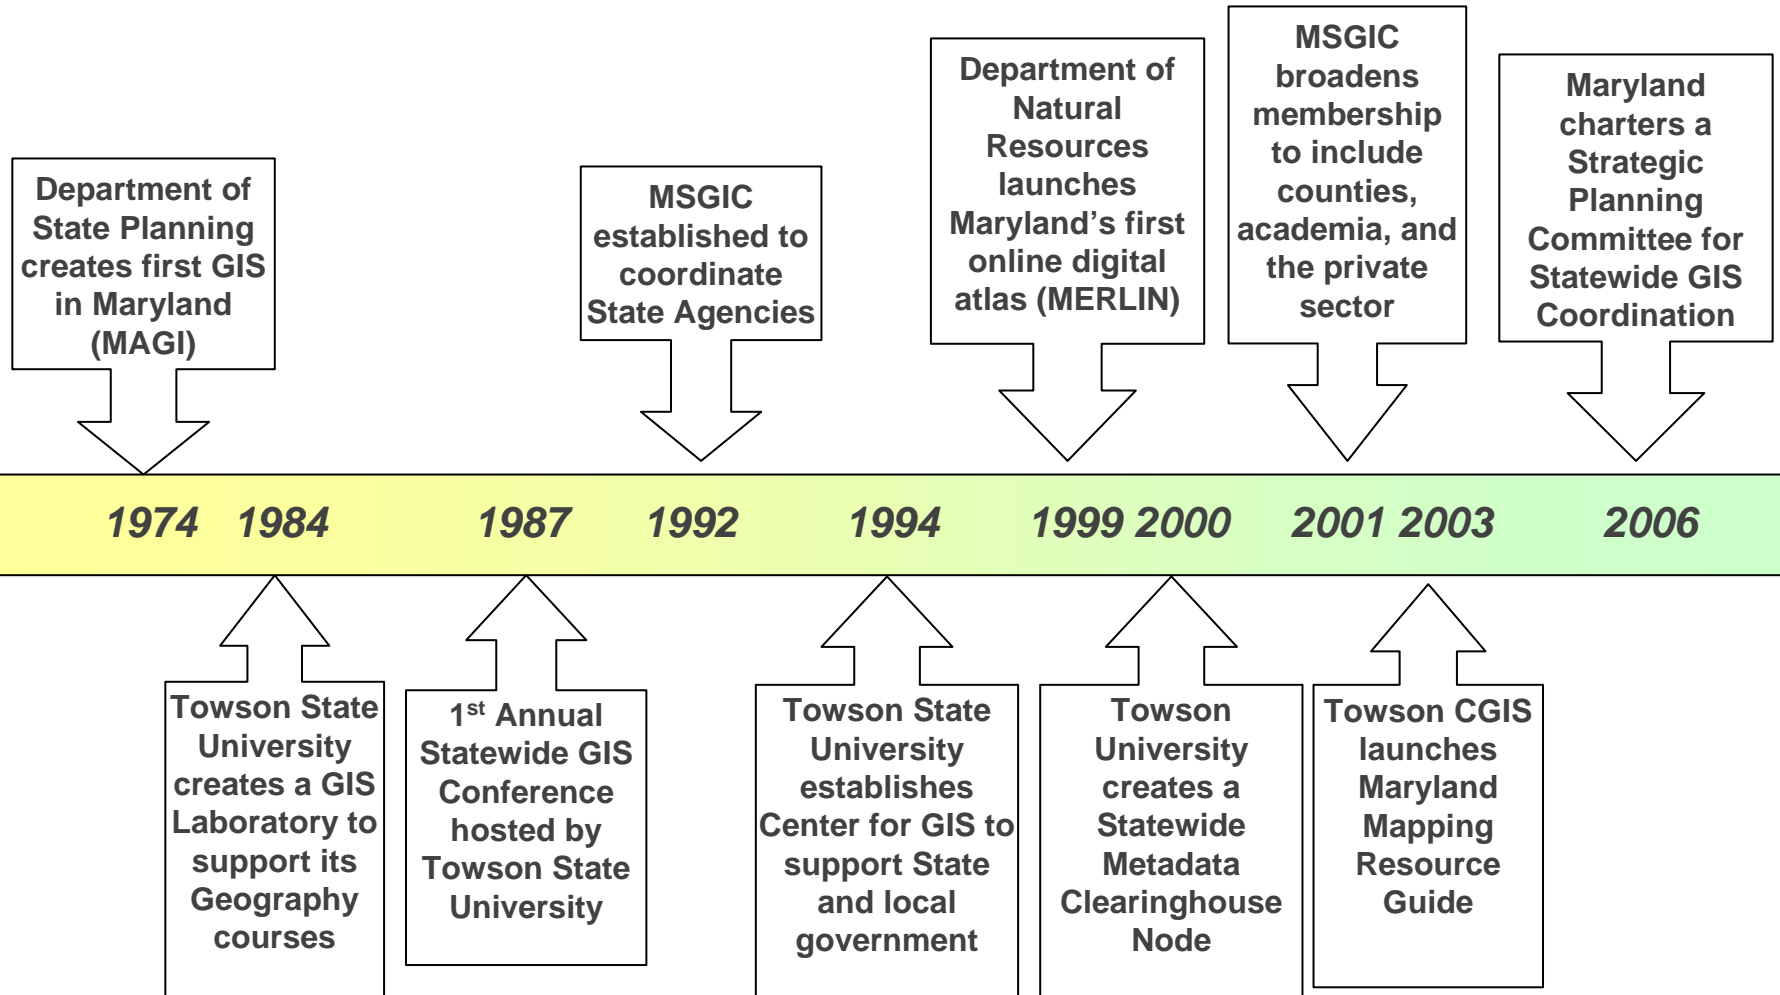 Department of
State Planning
creates first GIS
in Maryland
(MAGI)
MSGIC
established to
coordinate
State Agencies
Department of
Natural
Resources
launches
Maryland’s first
online digital
atlas (MERLIN)
MSGIC
broadens
membership
to include
counties,
academia, and
the private
sector
Maryland
charters a
Strategic
Planning
Committee for
Statewide GIS
Coordination
1974 1984 1987 1992 1994 1999 2000 2001 2003 2006
Towson State
University
creates a GIS
Laboratory to
support its
Geography
courses
1st Annual
Statewide GIS
Conference
hosted by
Towson State
University
Towson State
University
establishes
Center for GIS to
support State
and local
government
Towson
University
creates a
Statewide
Metadata
Clearinghouse
Node
Towson CGIS
launches
Maryland
Mapping
Resource
Guide